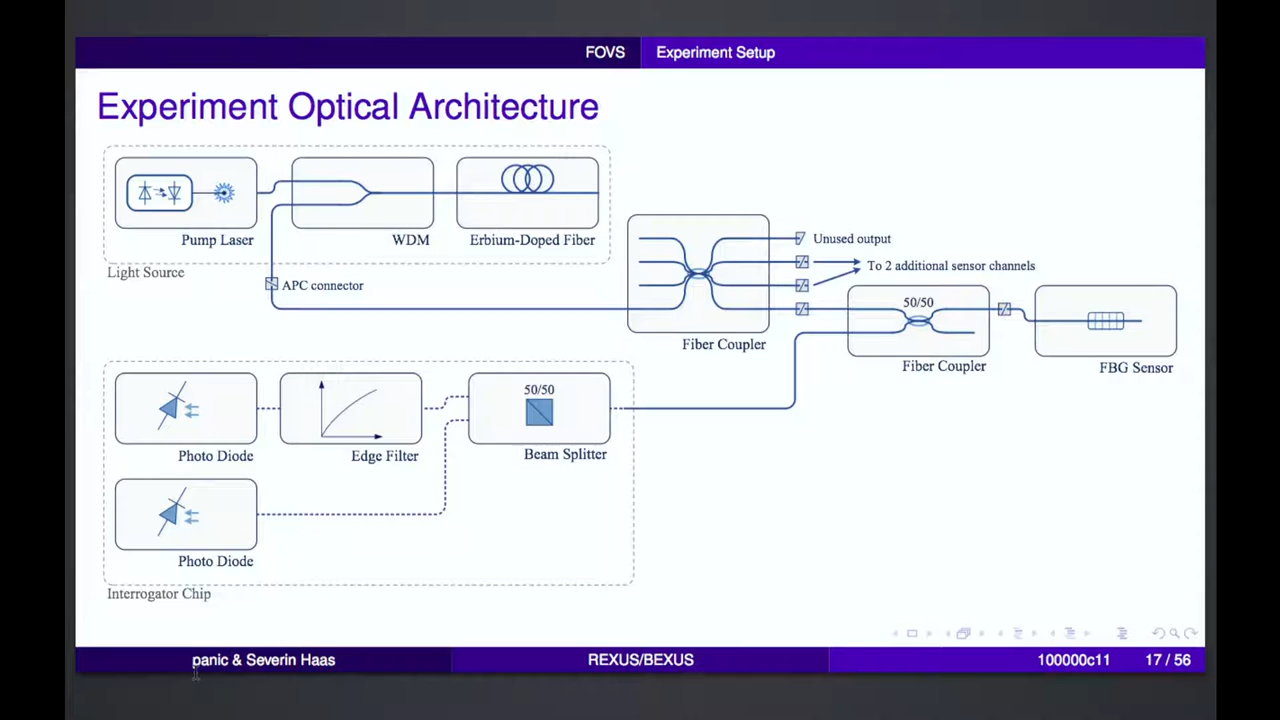 FOVS
Experiment Setup
Experiment Optical Architecture
Pump Laser
WDM
Erbium-Doped Fiber
Light Source
APC connector
Unused output
To 2 additional sensor channels
Fiber Coupler
50/50
Fiber Coupler
FBG Sensor
Photo Diode
Edge Filter
50/50
Beam Splitter
Photo Diode
Interrogator Chip
panic & Severin Haas
REXUS/BEXUS
100000c11
17 / 56